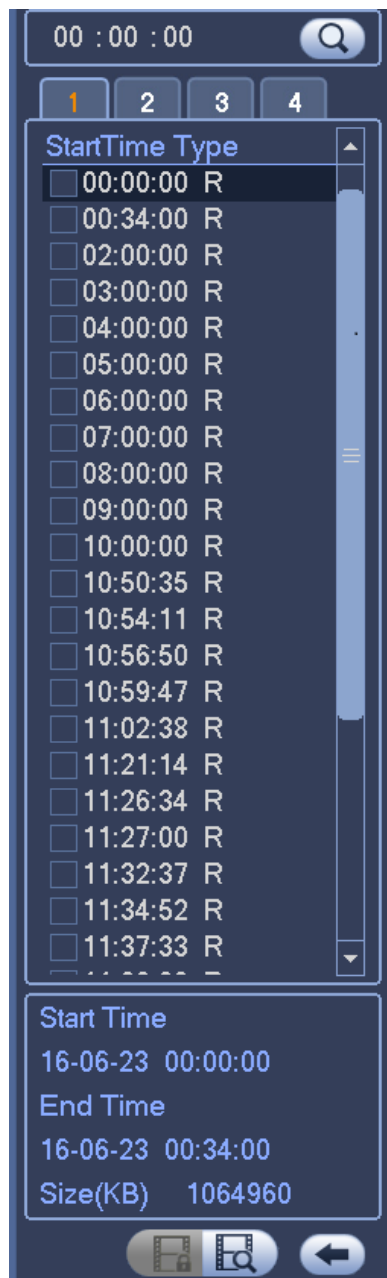 00 :00 :00
1 2 3 4
StartTime Type
00:00:00 R
00:34:00 R
02:00:00 R
03:00:00 R
04:00:00 R
05:00:00 R
06:00:00 R
07:00:00 R
08:00:00 R
09:00:00 R
10:00:00 R
10:50:35 R
10:54:11 R
10:56:50 R
10:59:47 R
11:02:38 R
11:21:14 R
11:26:34 R
11:27:00 R
11:32:37 R
11:34:52 R
11:37:33 R
Start Time
16-06-23 00:00:00
End Time
16-06-23 00:34:00
Size(KB) 1064960